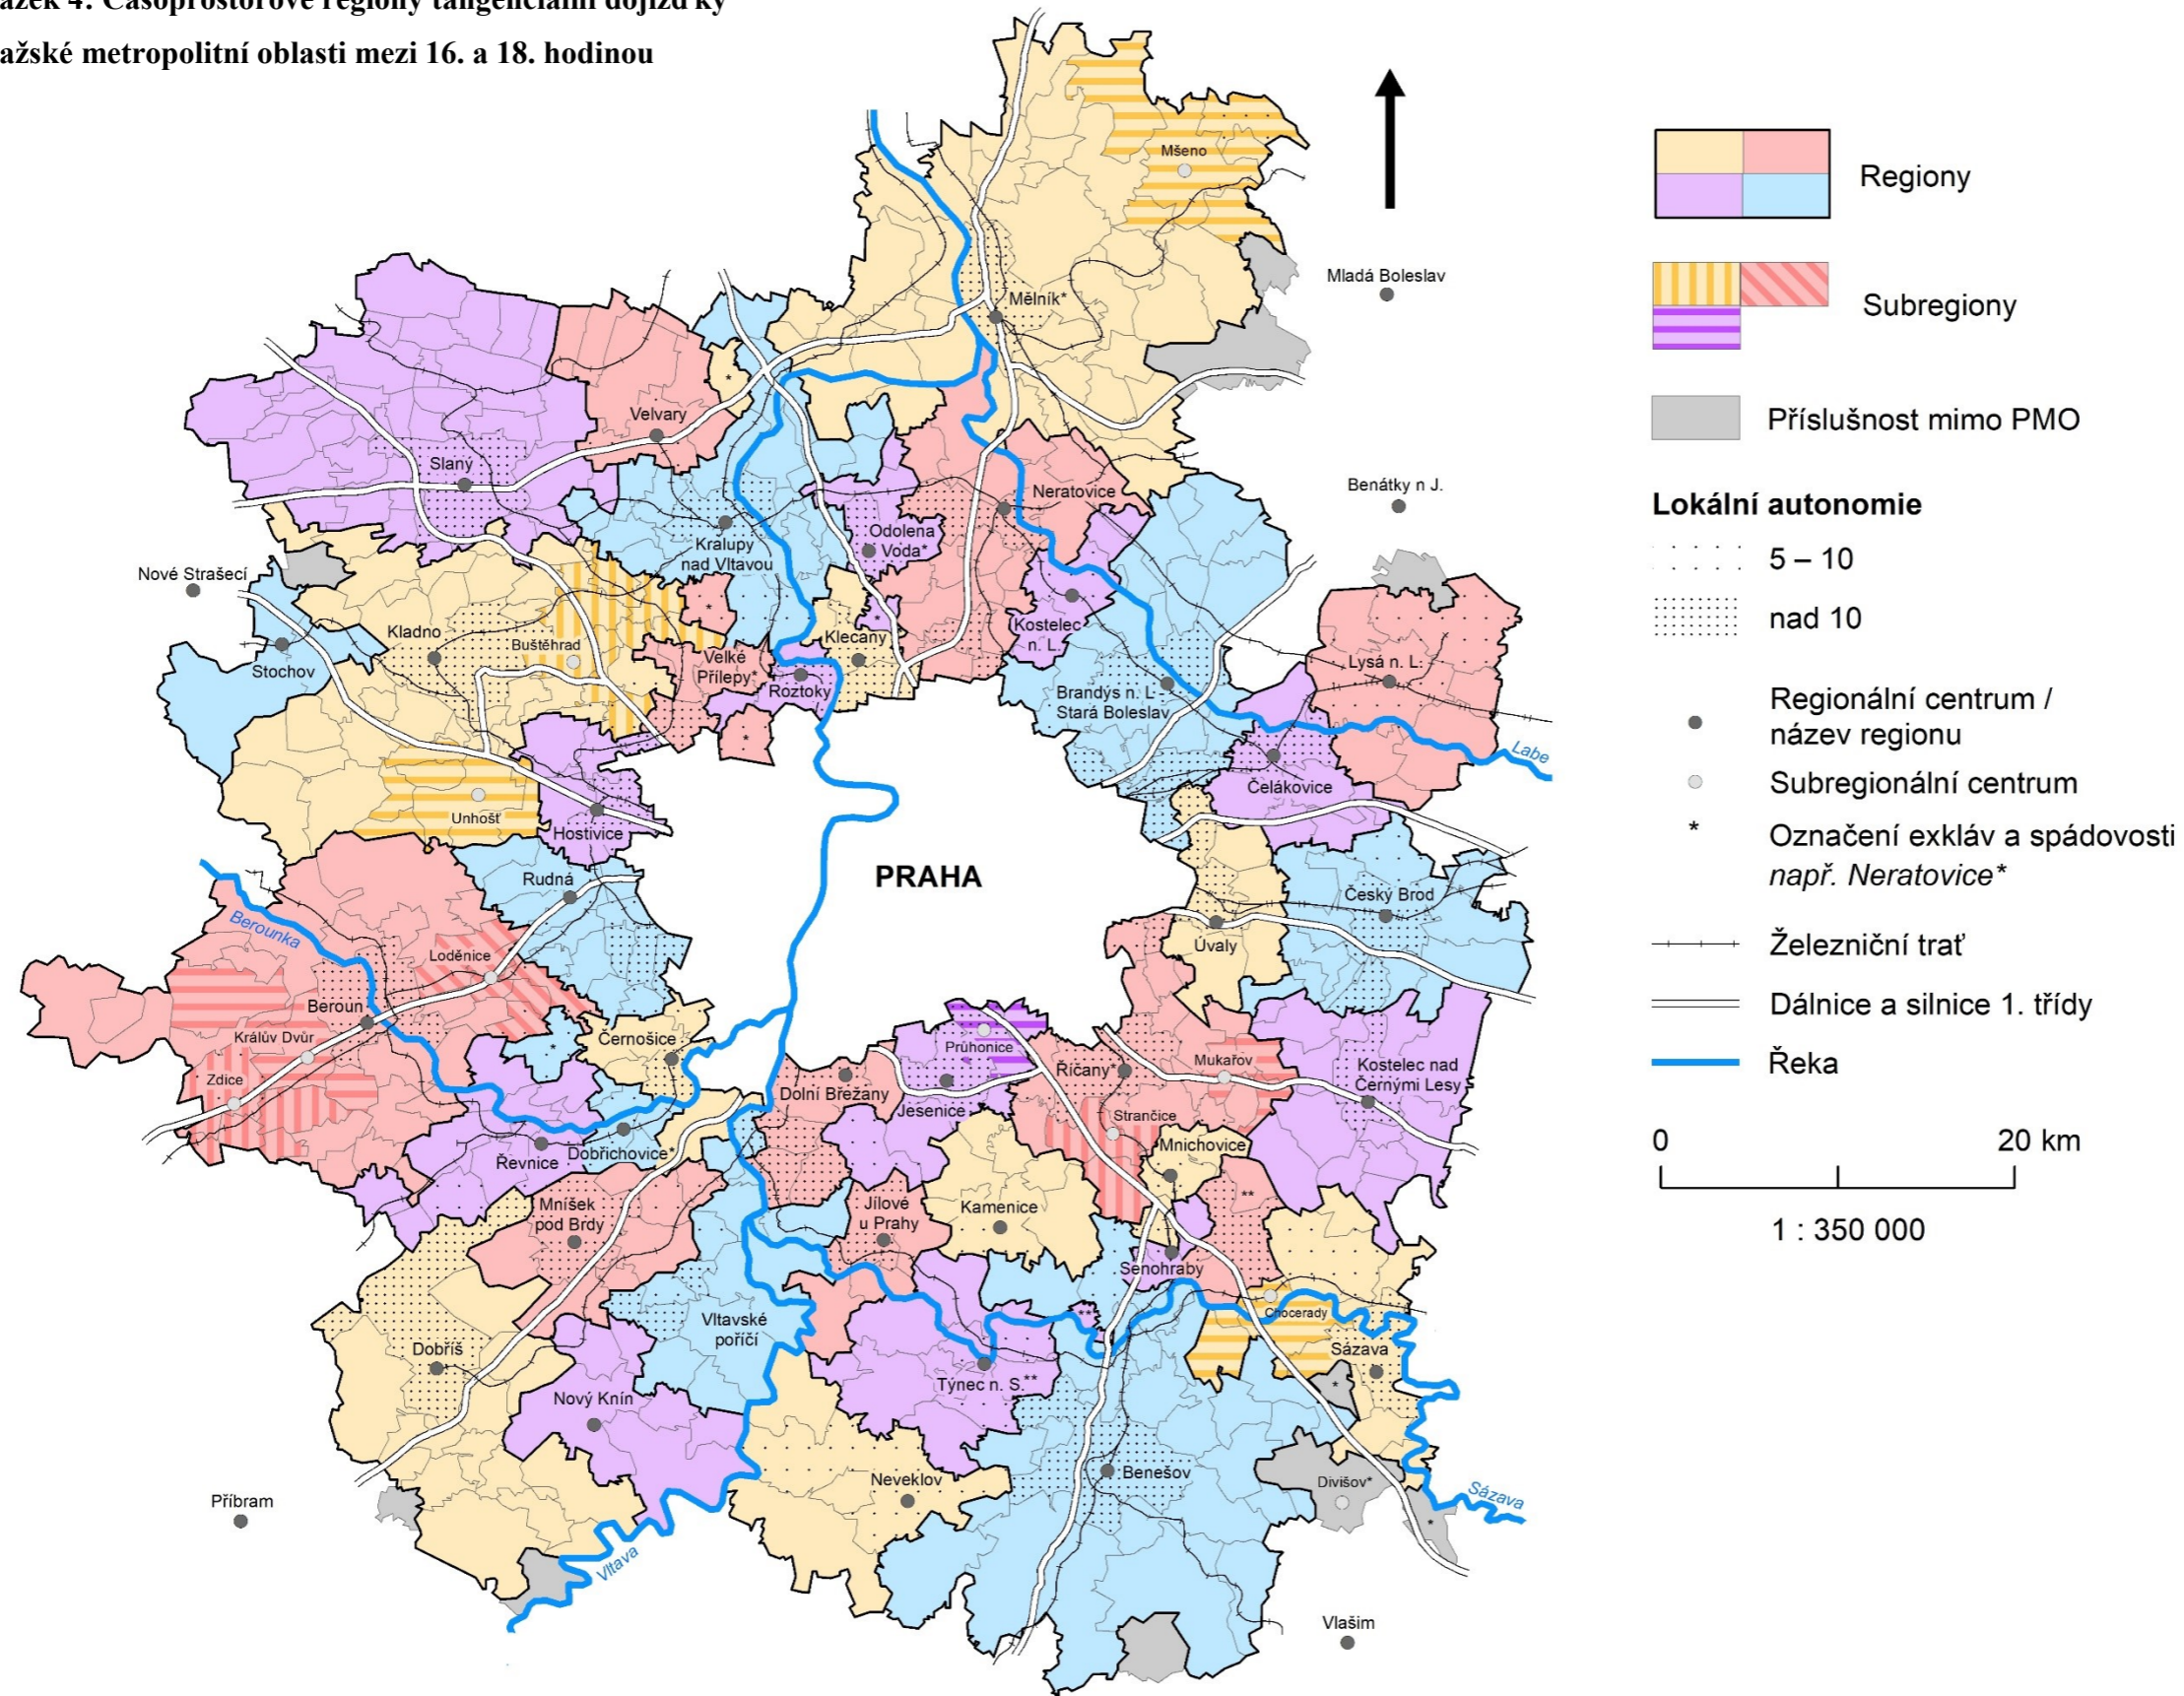 ázek 4: Časoprostorové regiony tangenciální dojížďky
ažské metropolitní oblasti mezi 16. a 18. hodinou
Mšeno
Mladá Boleslav
Mělník*
*
Velvary
Slaný
Benátky n J.
Neratovice
Odolena
Voda*
Kralupy
nad Vltavou
Nové Strašecí
*
*
Kostelec
n. L.
Klecany
Kladno
Buštěhrad
Stochov
Velké
Přílepy*
Roztoky
Lysá n. L.
Brandýs n. L -
Stará Boleslav
*
Labe
Čelákovice
Unhošť
Hostivice
PRAHA
Rudná
Český Brod
Berounka
Úvaly
Loděnice
Beroun
Králův Dvůr
Černošice
*
Průhonice
Říčany*
Mukařov
Kostelec nad
Černými Lesy
Zdice
Dolní Břežany
Jesenice
Strančice
Mnichovice
Řevnice
Dobřichovice*
Mníšek
pod Brdy
Jílové
u Prahy
Kamenice
**
Senohraby
Chocerady
Vltavské
poříčí
**
Dobříš
Sázava
Týnec n. S.**
*
Nový Knín
Benešov
Neveklov
Divišov*
Příbram
Sázava
*
Vltava
Vlašim
Regiony
Subregiony
Příslušnost mimo PMO
Lokální autonomie
5 – 10
nad 10
Regionální centrum /
název regionu
Subregionální centrum
* Označení exkláv a spádovosti
např. Neratovice*
Železniční trať
Dálnice a silnice 1. třídy
Řeka
0 20 km
1 : 350 000